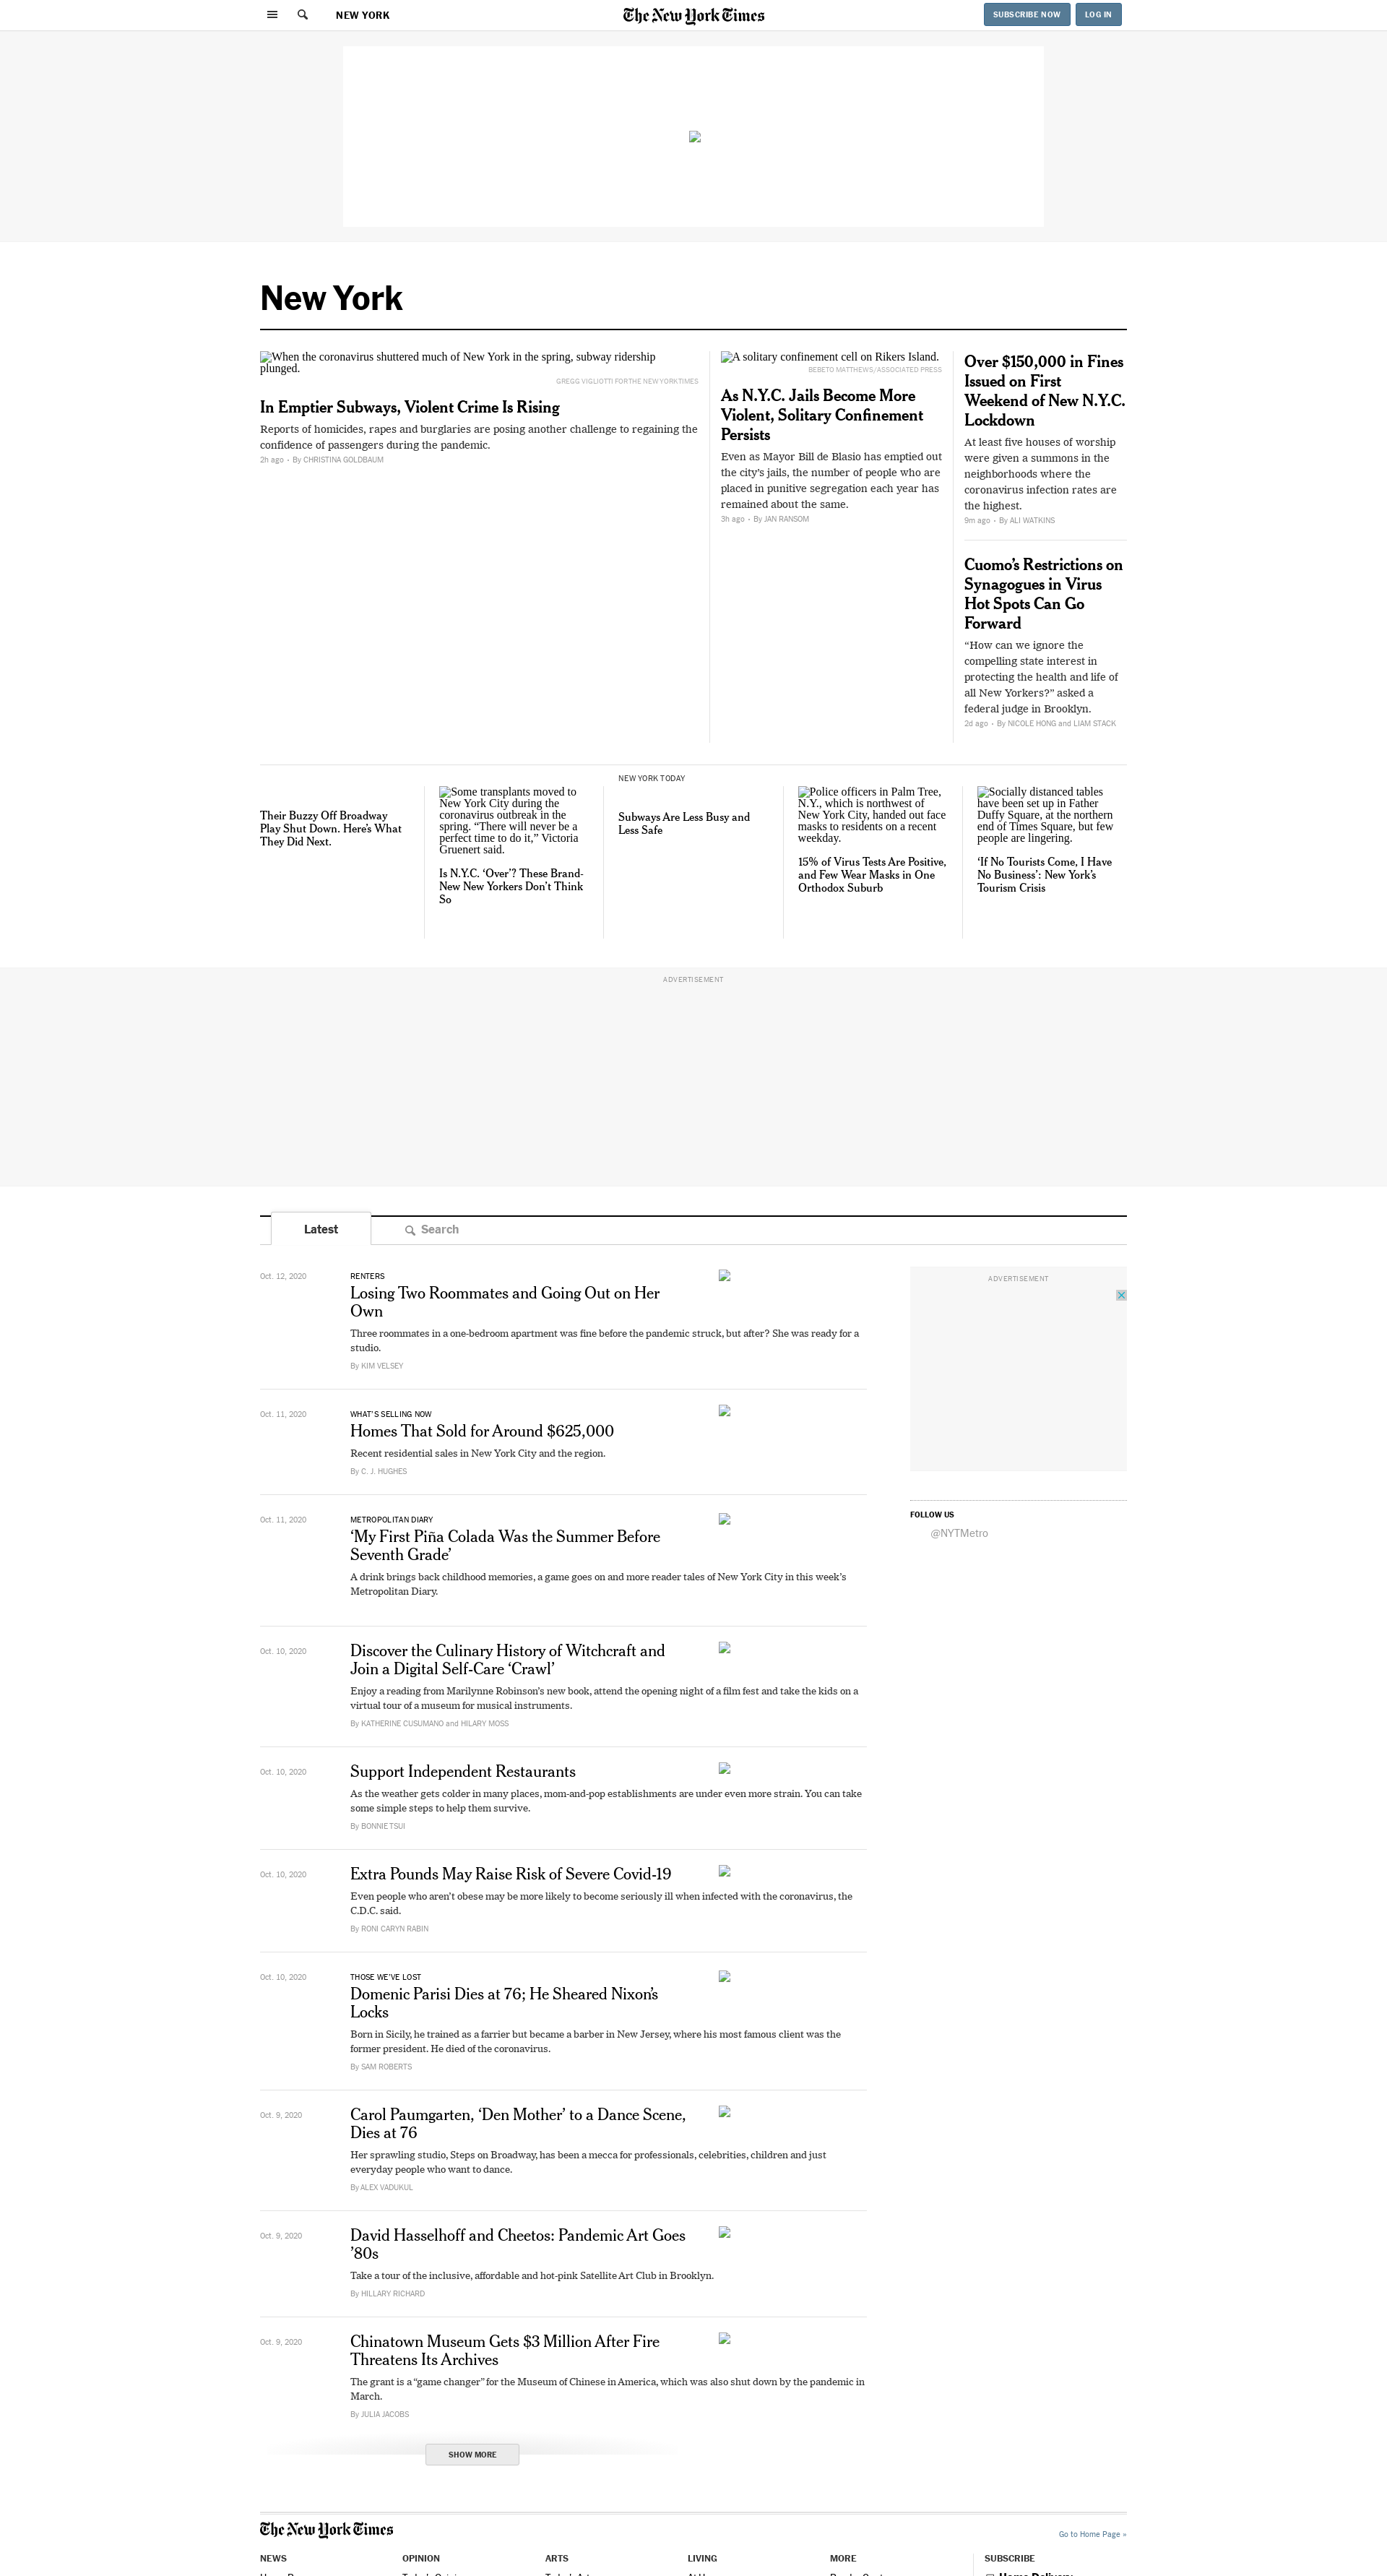 NEW YORK
The New York Times
SUBSCRIBE NOW
LOG IN
New York
When the coronavirus shuttered much of New York in the spring, subway ridership
plunged.
GREGG VIGLIOTTI FOR THE NEW YORK TIMES
In Emptier Subways, Violent Crime Is Rising
Reports of homicides, rapes and burglaries are posing another challenge to regaining the
confidence of passengers during the pandemic.
2h ago • By CHRISTINA GOLDBAUM
A solitary confinement cell on Rikers Island.
BEBETO MATTHEWS/ASSOCIATED PRESS
As N.Y.C. Jails Become More
Violent, Solitary Confinement
Persists
Even as Mayor Bill de Blasio has emptied out
the city’s jails, the number of people who are
placed in punitive segregation each year has
remained about the same.
3h ago • By JAN RANSOM
Over $150,000 in Fines
Issued on First
Weekend of New N.Y.C.
Lockdown
At least five houses of worship
were given a summons in the
neighborhoods where the
coronavirus infection rates are
the highest.
9m ago • By ALI WATKINS
Cuomo’s Restrictions on
Synagogues in Virus
Hot Spots Can Go
Forward
“How can we ignore the
compelling state interest in
protecting the health and life of
all New Yorkers?” asked a
federal judge in Brooklyn.
2d ago • By NICOLE HONG and LIAM STACK
Their Buzzy Off Broadway
Play Shut Down. Here’s What
They Did Next.
Some transplants moved to
New York City during the
coronavirus outbreak in the
spring. “There will never be a
perfect time to do it,” Victoria
Gruenert said.
Is N.Y.C. ‘Over’? These Brand-
New New Yorkers Don’t Think
So
NEW YORK TODAY
Subways Are Less Busy and
Less Safe
Police officers in Palm Tree,
N.Y., which is northwest of
New York City, handed out face
masks to residents on a recent
weekday.
15% of Virus Tests Are Positive,
and Few Wear Masks in One
Orthodox Suburb
Socially distanced tables
have been set up in Father
Duffy Square, at the northern
end of Times Square, but few
people are lingering.
‘If No Tourists Come, I Have
No Business’: New York’s
Tourism Crisis
ADVERTISEMENT
Latest
Search
Oct. 12, 2020
RENTERS
Losing Two Roommates and Going Out on Her
Own
Three roommates in a one-bedroom apartment was fine before the pandemic struck, but after? She was ready for a
studio.
By KIM VELSEY
ADVERTISEMENT
Oct. 11, 2020
WHAT’S SELLING NOW
Homes That Sold for Around $625,000
Recent residential sales in New York City and the region.
By C. J. HUGHES
FOLLOW US
@NYTMetro
Oct. 11, 2020
METROPOLITAN DIARY
‘My First Piña Colada Was the Summer Before
Seventh Grade’
A drink brings back childhood memories, a game goes on and more reader tales of New York City in this week’s
Metropolitan Diary.
Oct. 10, 2020
Discover the Culinary History of Witchcraft and
Join a Digital Self-Care ‘Crawl’
Enjoy a reading from Marilynne Robinson’s new book, attend the opening night of a film fest and take the kids on a
virtual tour of a museum for musical instruments.
By KATHERINE CUSUMANO and HILARY MOSS
Oct. 10, 2020
Support Independent Restaurants
As the weather gets colder in many places, mom-and-pop establishments are under even more strain. You can take
some simple steps to help them survive.
By BONNIE TSUI
Oct. 10, 2020
Extra Pounds May Raise Risk of Severe Covid-19
Even people who aren’t obese may be more likely to become seriously ill when infected with the coronavirus, the
C.D.C. said.
By RONI CARYN RABIN
Oct. 10, 2020
THOSE WE’VE LOST
Domenic Parisi Dies at 76; He Sheared Nixon’s
Locks
Born in Sicily, he trained as a farrier but became a barber in New Jersey, where his most famous client was the
former president. He died of the coronavirus.
By SAM ROBERTS
Oct. 9, 2020
Carol Paumgarten, ‘Den Mother’ to a Dance Scene,
Dies at 76
Her sprawling studio, Steps on Broadway, has been a mecca for professionals, celebrities, children and just
everyday people who want to dance.
By ALEX VADUKUL
Oct. 9, 2020
David Hasselhoff and Cheetos: Pandemic Art Goes
’80s
Take a tour of the inclusive, affordable and hot-pink Satellite Art Club in Brooklyn.
By HILLARY RICHARD
Oct. 9, 2020
Chinatown Museum Gets $3 Million After Fire
Threatens Its Archives
The grant is a “game changer” for the Museum of Chinese in America, which was also shut down by the pandemic in
March.
By JULIA JACOBS
SHOW MORE
The New York Times
Go to Home Page »
NEWS
OPINION
ARTS
LIVING
MORE
SUBSCRIBE